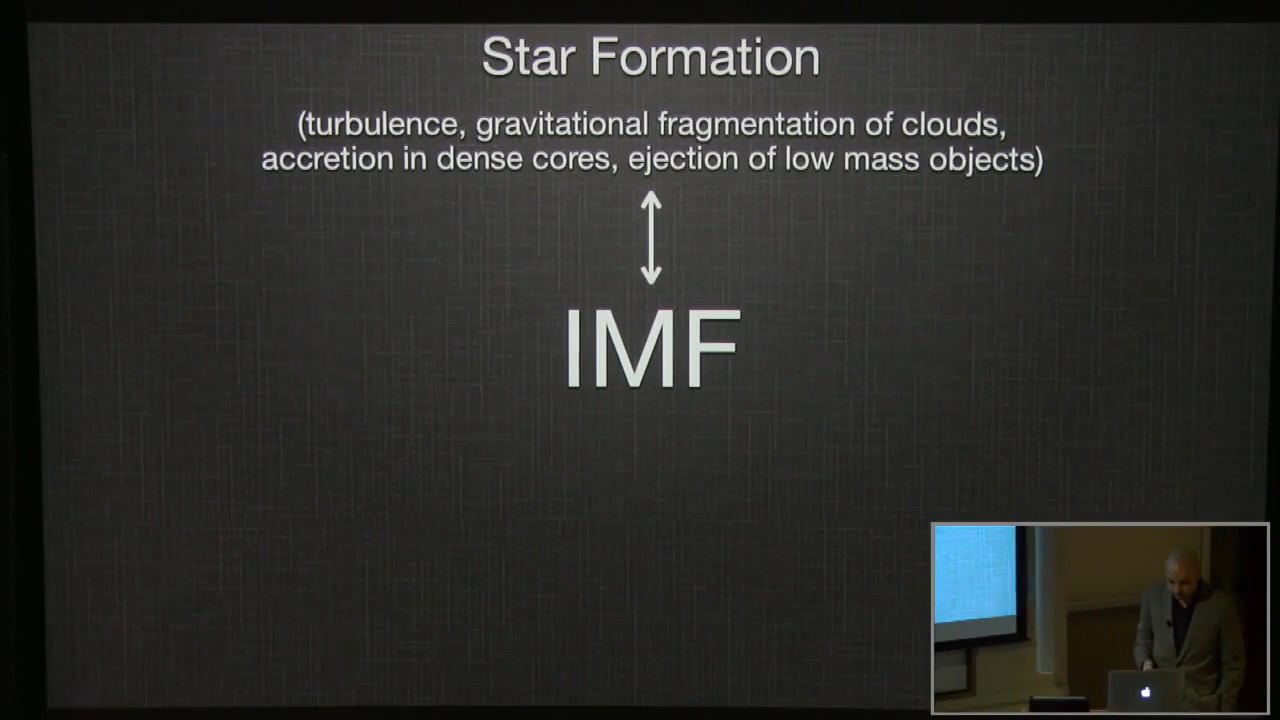 Star Formation
(turbulence, gravitational fragmentation of clouds,
accretion in dense cores, ejection of low mass objects)
IMF